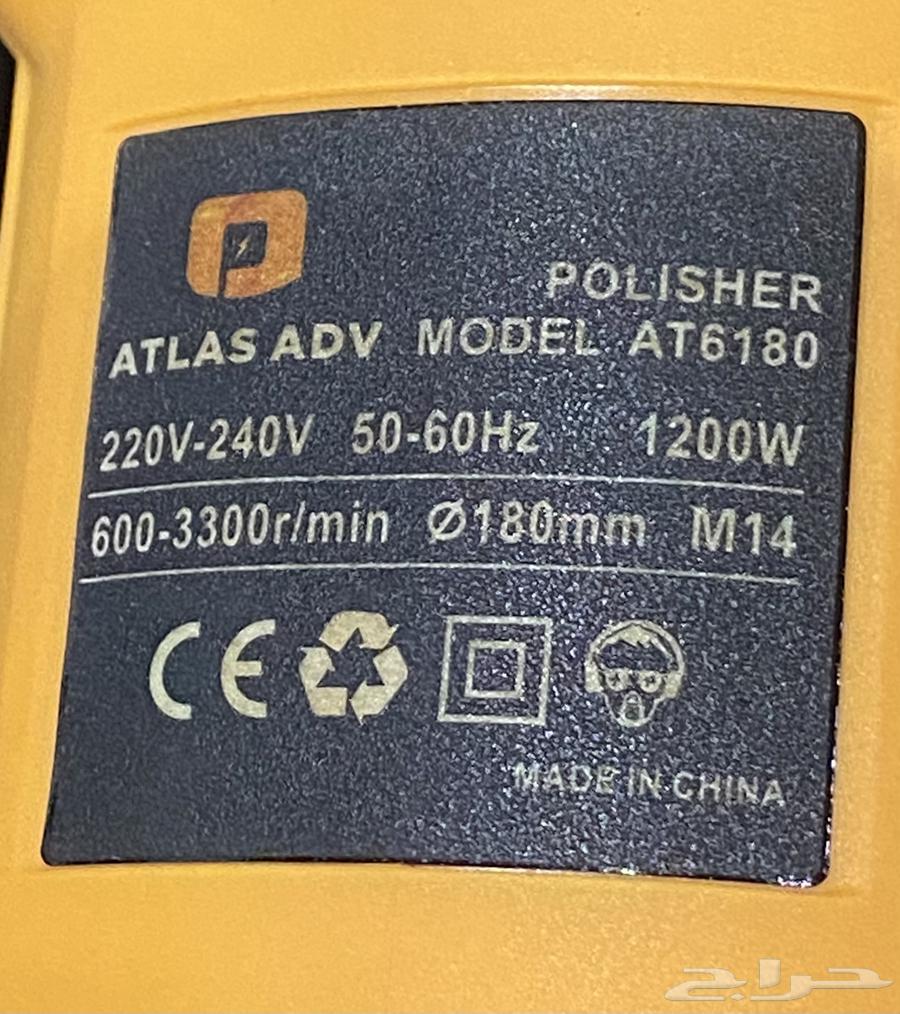 POLISHER
ATLAS ADV MODEL AT6180
220V-240V 50-60Hz 1200W
600-3300r/min Ø180mm M14
CE
MADE IN CHINA
حراج